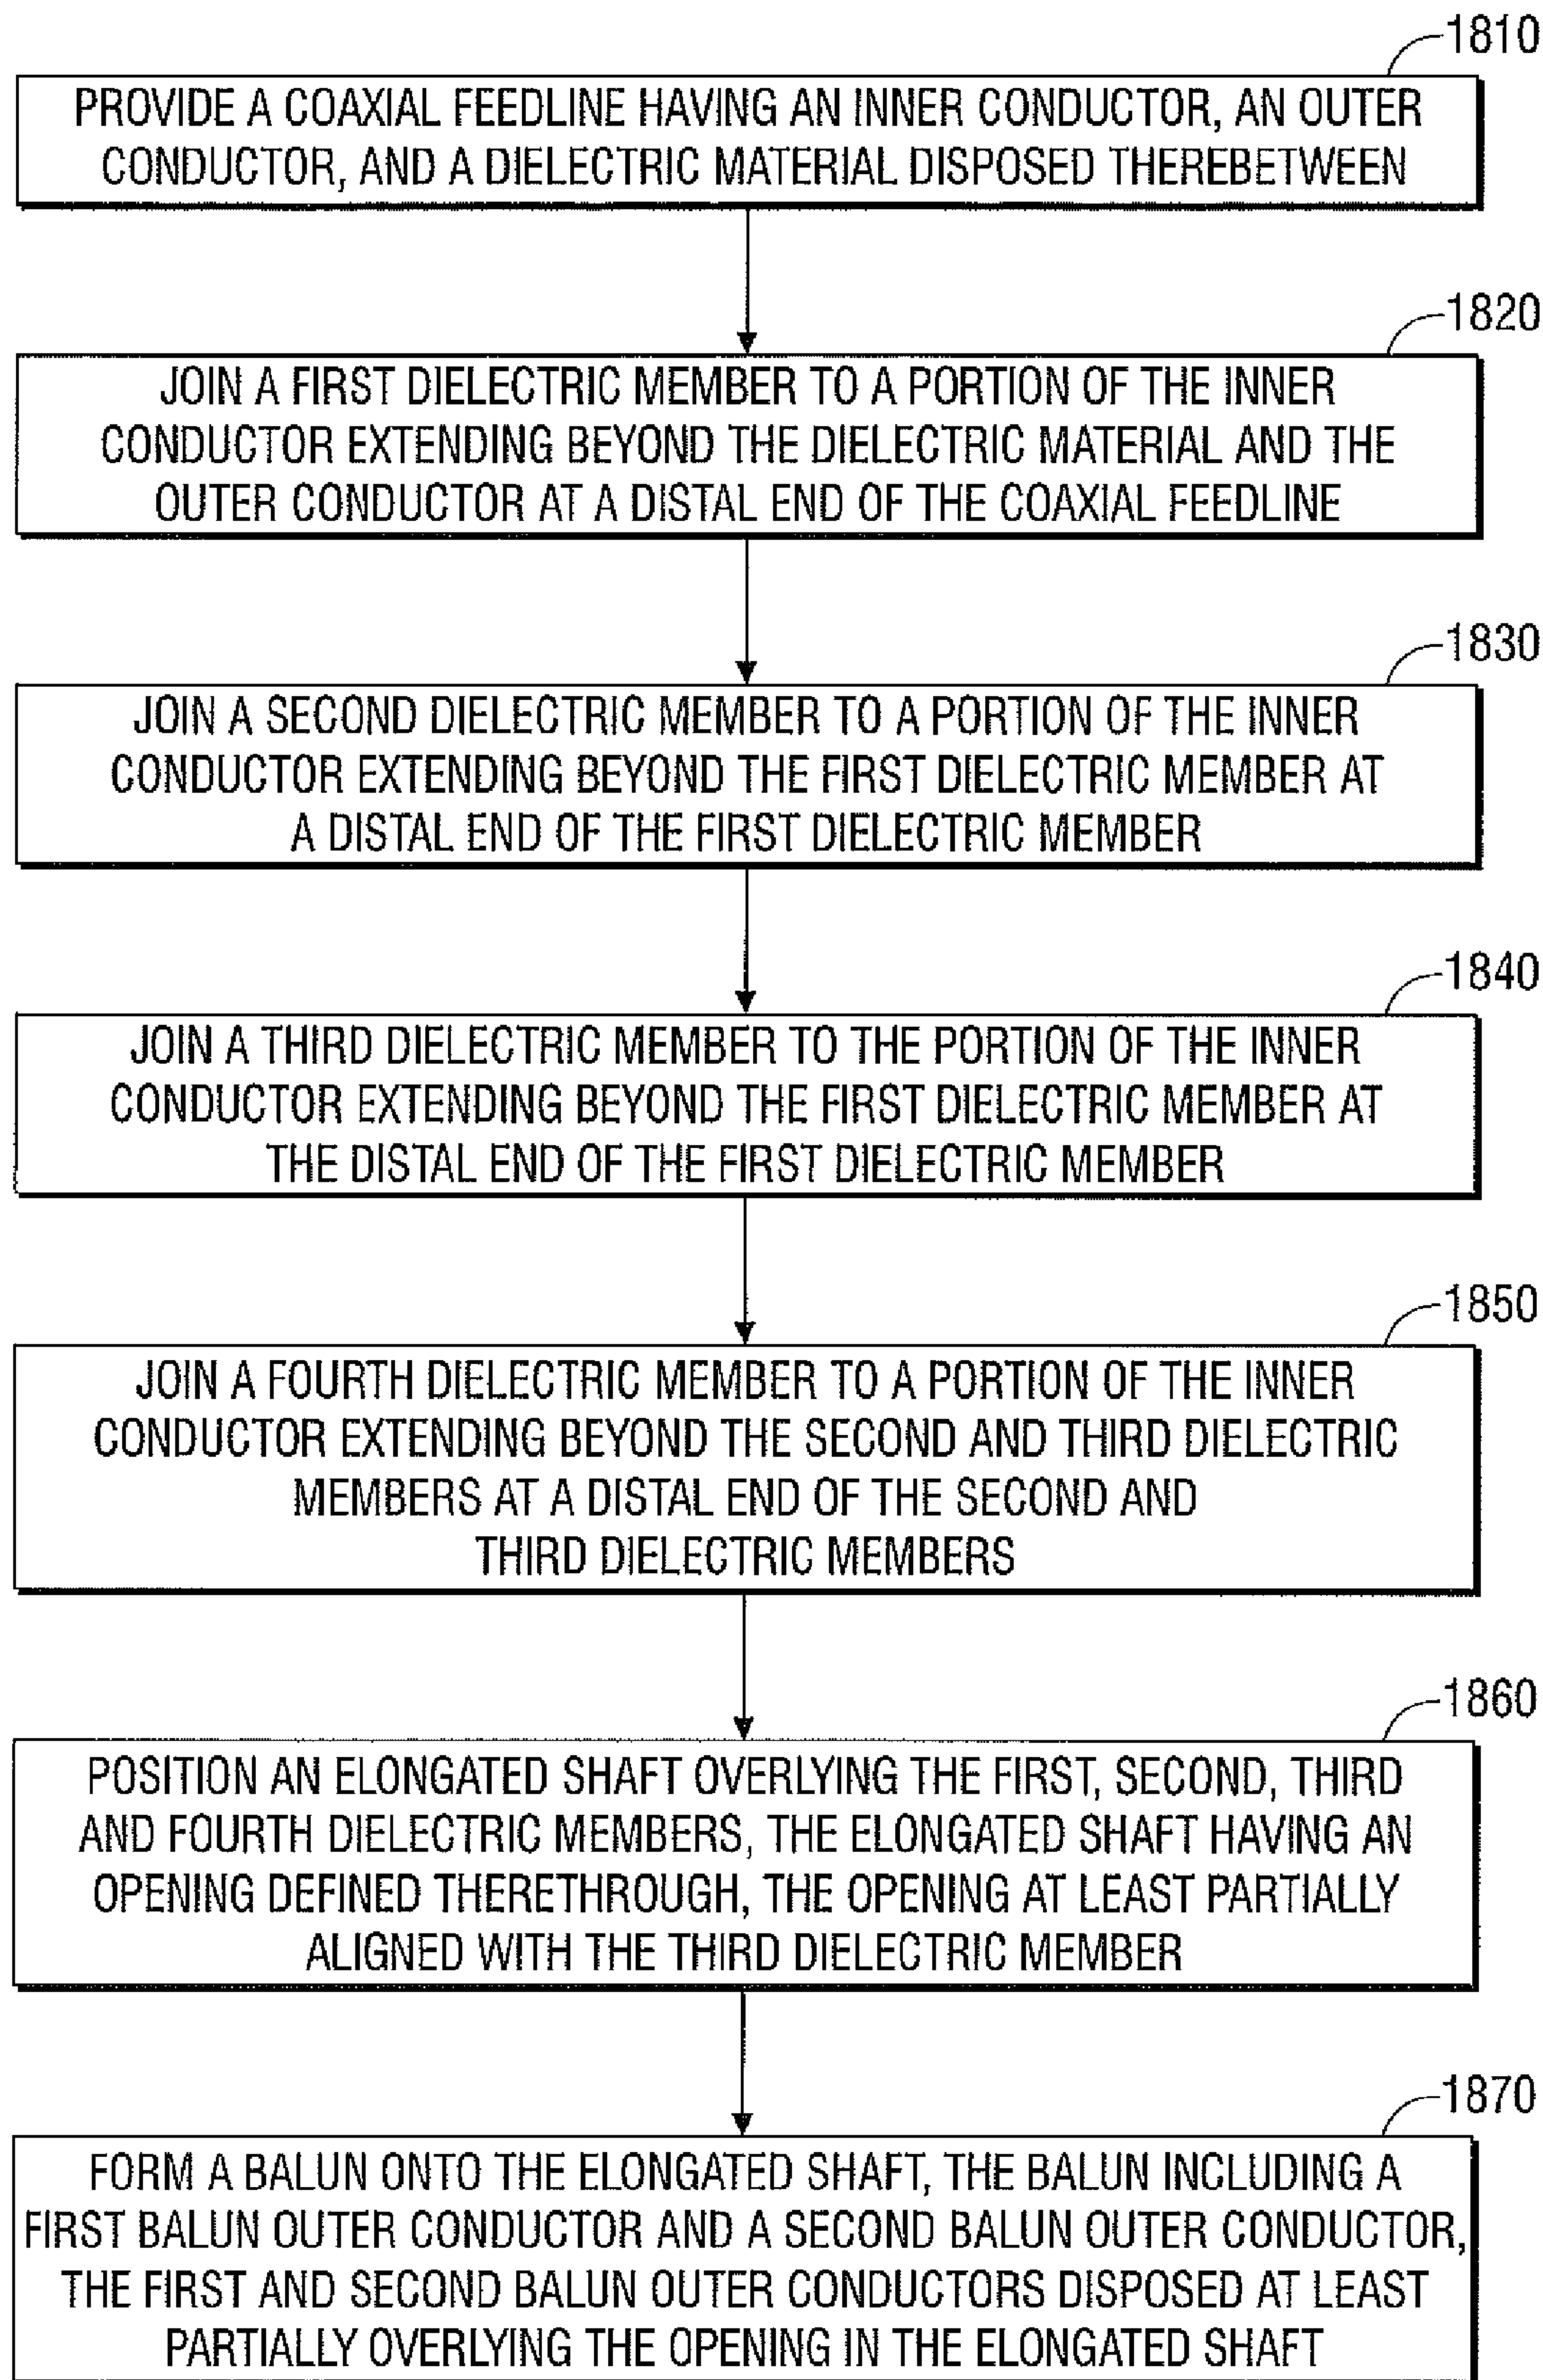 1810
PROVIDE A COAXIAL FEEDLINE HAVING AN INNER CONDUCTOR, AN OUTER
CONDUCTOR, AND A DIELECTRIC MATERIAL DISPOSED THEREBETWEEN
1820
JOIN A FIRST DIELECTRIC MEMBER TO A PORTION OF THE INNER
CONDUCTOR EXTENDING BEYOND THE DIELECTRIC MATERIAL AND THE
OUTER CONDUCTOR AT A DISTAL END OF THE COAXIAL FEEDLINE
1830
JOIN A SECOND DIELECTRIC MEMBER TO A PORTION OF THE INNER
CONDUCTOR EXTENDING BEYOND THE FIRST DIELECTRIC MEMBER AT
A DISTAL END OF THE FIRST DIELECTRIC MEMBER
1840
JOIN A THIRD DIELECTRIC MEMBER TO THE PORTION OF THE INNER
CONDUCTOR EXTENDING BEYOND THE FIRST DIELECTRIC MEMBER AT
THE DISTAL END OF THE FIRST DIELECTRIC MEMBER
1850
JOIN A FOURTH DIELECTRIC MEMBER TO A PORTION OF THE INNER
CONDUCTOR EXTENDING BEYOND THE SECOND AND THIRD DIELECTRIC
MEMBERS AT A DISTAL END OF THE SECOND AND
THIRD DIELECTRIC MEMBERS
1860
POSITION AN ELONGATED SHAFT OVERLYING THE FIRST, SECOND, THIRD
AND FOURTH DIELECTRIC MEMBERS, THE ELONGATED SHAFT HAVING AN
OPENING DEFINED THERETHROUGH, THE OPENING AT LEAST PARTIALLY
ALIGNED WITH THE THIRD DIELECTRIC MEMBER
1870
FORM A BALUN ONTO THE ELONGATED SHAFT, THE BALUN INCLUDING A
FIRST BALUN OUTER CONDUCTOR AND A SECOND BALUN OUTER CONDUCTOR,
THE FIRST AND SECOND BALUN OUTER CONDUCTORS DISPOSED AT LEAST
PARTIALLY OVERLYING THE OPENING IN THE ELONGATED SHAFT